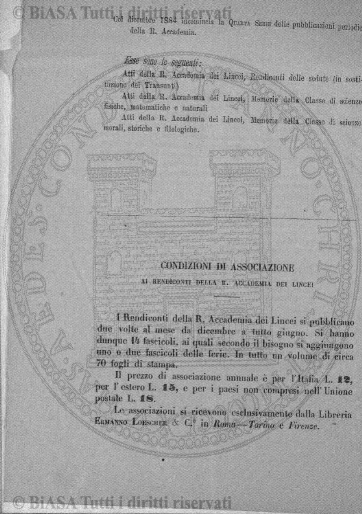 © BiASA Tutti i diritti riservati
Col dicembre 1884 incomincia la QUARTA SERIE delle pubblicazioni periodiche
della R. Accademia.
Esse sono le seguenti:
Atti della R. Accademia dei Lincei, Rendiconti delle sedute (in sosti-
tuzione dei Transunti)
Atti della R. Accademia dei Lincei, Memorie della Classe di scienze
fisiche, matematiche e naturali
Atti della R. Accademia dei Lincei, Memorie della Classe di scienze
morali, storiche e filologiche.
CONDIZIONI DI ASSOCIAZIONE
AI RENDICONTI DELLA R. ACCADEMIA DEI LINCEI
I Rendiconti della R. Accademia dei Lincei si pubblicano
due volte al mese da dicembre a tutto giugno. Si hanno
dunque 14 fascicoli, ai quali secondo il bisogno si aggiungono
uno o due fascicoli delle ferie. In tutto un volume di circa
70 fogli di stampa.
Il prezzo di associazione annuale è per l'Italia L. 12,
per l'estero L. 15, e per i paesi non compresi nell'Unione
postale L. 18.
Le associazioni si ricevono esclusivamente dalla Libreria
ERMANNO LOESCHER & C.° in Roma—Torino e Firenze.
© BiASA Tutti i diritti riservati